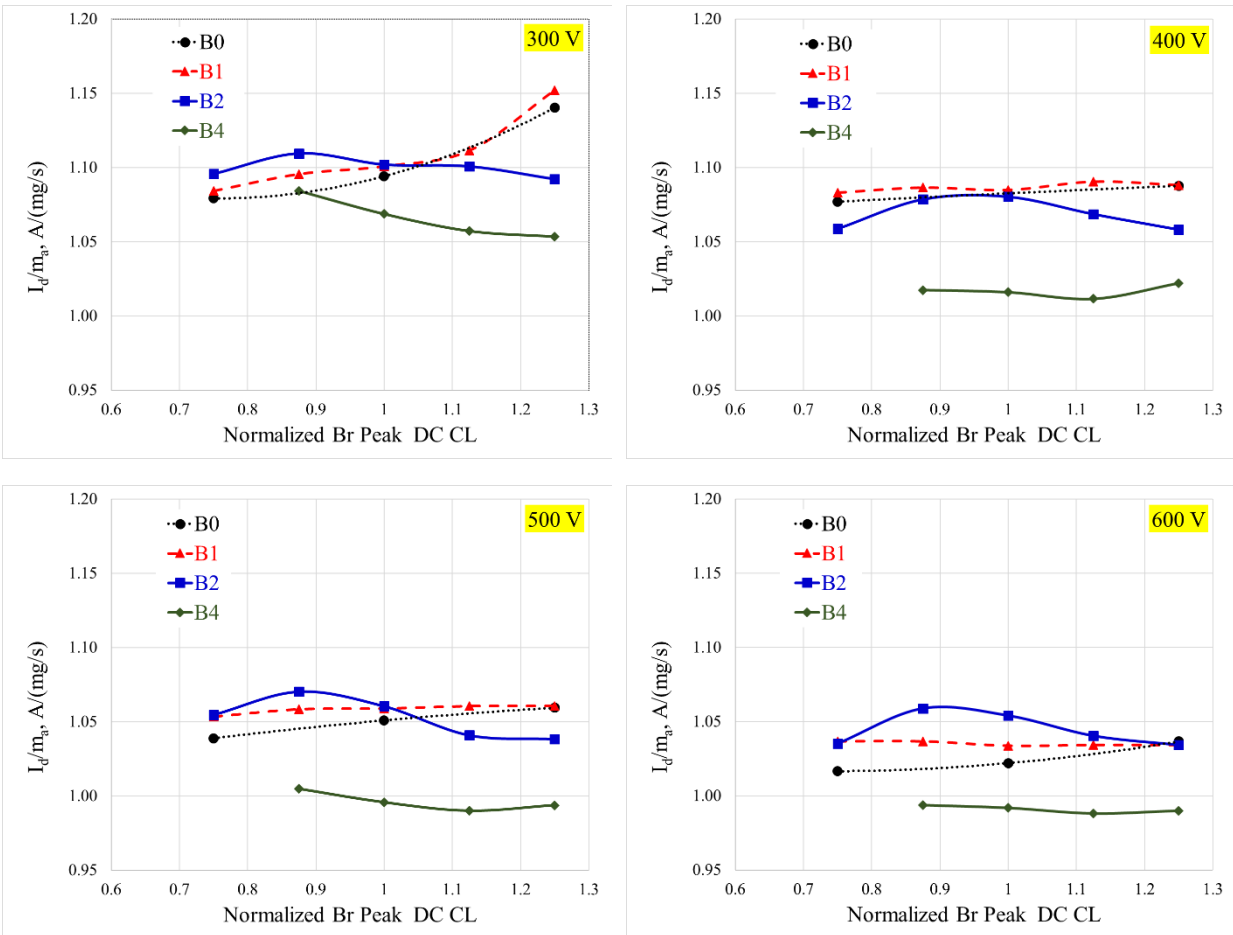 1.20
1.15
1.10
1.05
1.00
0.95
I_d/m_a, A/(mg/s)
B0
B1
B2
B4
300 V
0.6 0.7 0.8 0.9 1 1.1 1.2 1.3
Normalized Br Peak DC CL
1.20
1.15
1.10
1.05
1.00
0.95
I_d/m_a, A/(mg/s)
B0
B1
B2
B4
400 V
0.6 0.7 0.8 0.9 1 1.1 1.2 1.3
Normalized Br Peak DC CL
1.20
1.15
1.10
1.05
1.00
0.95
I_d/m_a, A/(mg/s)
B0
B1
B2
B4
500 V
0.6 0.7 0.8 0.9 1 1.1 1.2 1.3
Normalized Br Peak DC CL
1.20
1.15
1.10
1.05
1.00
0.95
I_d/m_a, A/(mg/s)
B0
B1
B2
B4
600 V
0.6 0.7 0.8 0.9 1 1.1 1.2 1.3
Normalized Br Peak DC CL